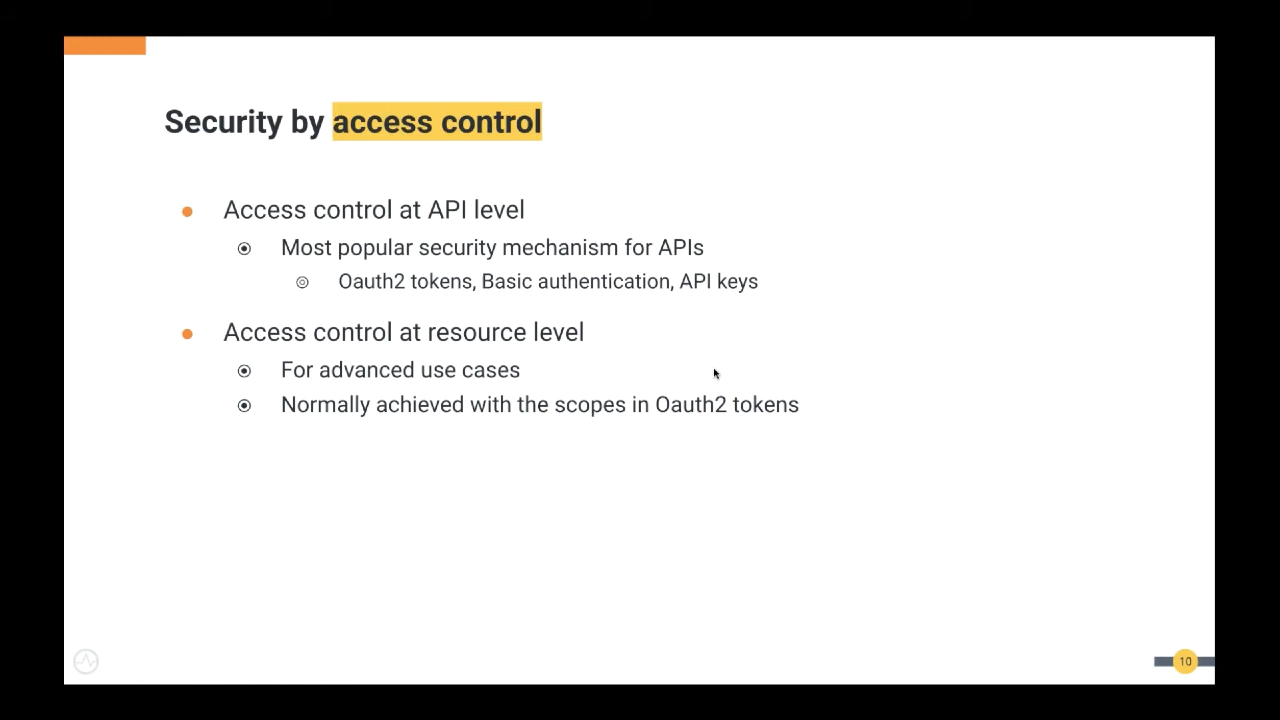 Security by access control
Access control at API level
Most popular security mechanism for APIs
Oauth2 tokens, Basic authentication, API keys
Access control at resource level
For advanced use cases
Normally achieved with the scopes in Oauth2 tokens
10